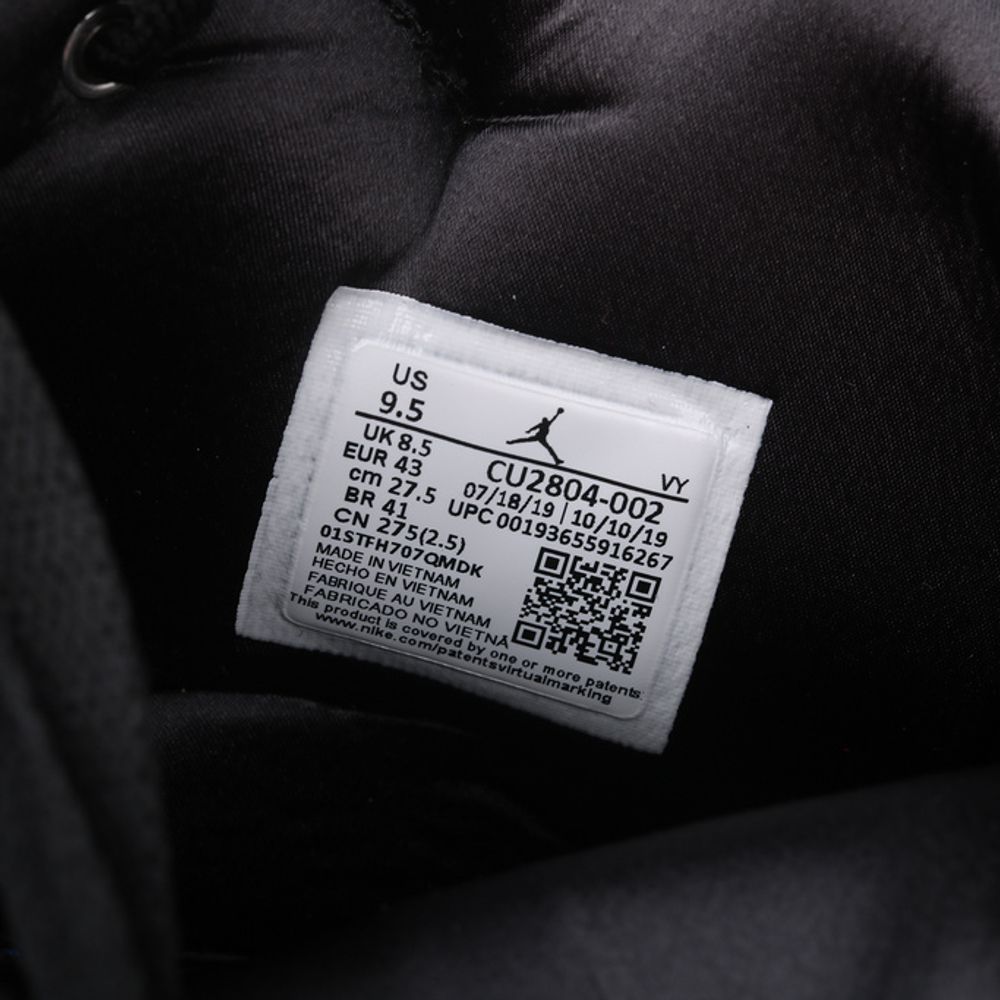 US
9.5
UK 8.5
EUR 43
cm 27.5
BR 41
CN 275(2.5)
VY
CU2804-002
07/18/19 | 10/10/19
UPC 00193655916267
01STFH707QMDK
MADE IN VIETNAM
HECHO EN VIETNAM
FABRIQUE AU VIETNAM
FABRICADO NO VIETNÃ
This product is covered by one or more patents
www.nike.com/patentsvirtualmarking